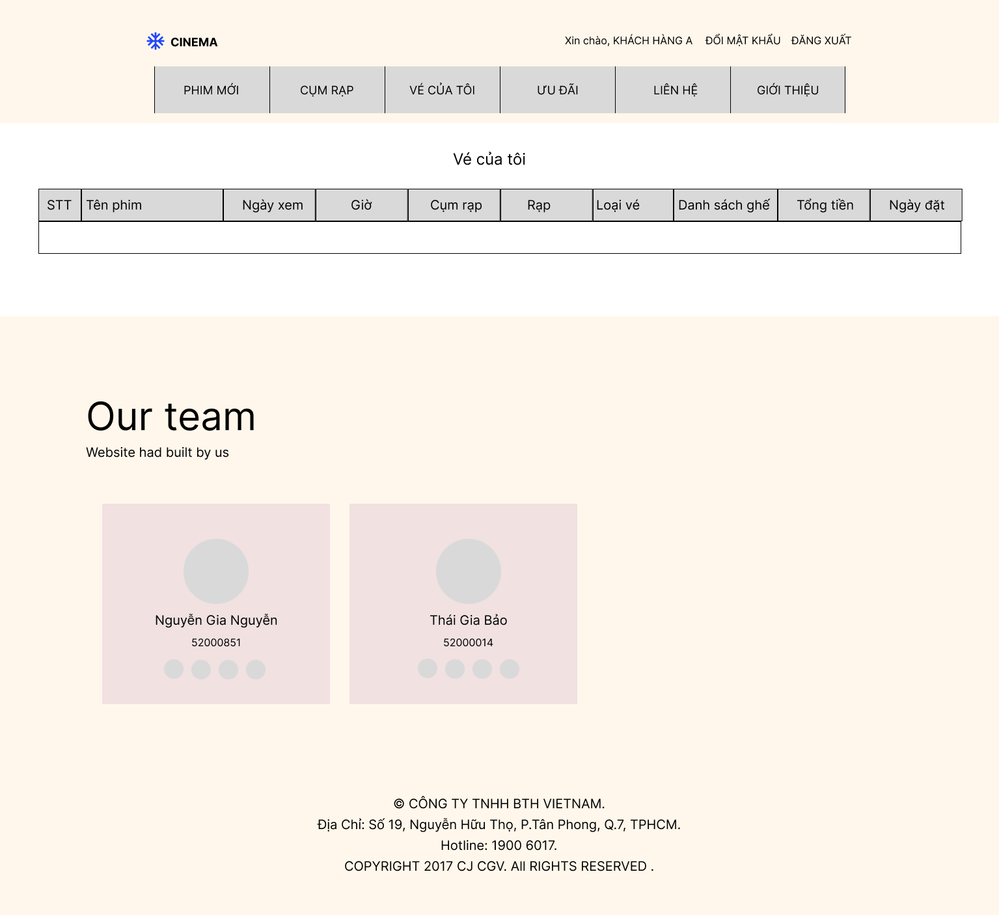 CINEMA
Xin chào, KHÁCH HÀNG A ĐỔI MẬT KHẨU ĐĂNG XUẤT
PHIM MỚI CỤM RẠP VÉ CỦA TÔI ƯU ĐÃI LIÊN HỆ GIỚI THIỆU
Vé của tôi
STT Tên phim Ngày xem Giờ Cụm rạp Rạp Loại vé Danh sách ghế Tổng tiền Ngày đặt
Our team
Website had built by us
Nguyễn Gia Nguyễn
52000851
Thái Gia Bảo
52000014
© CÔNG TY TNHH BTH VIETNAM.
Địa Chỉ: Số 19, Nguyễn Hữu Thọ, P.Tân Phong, Q.7, TPHCM.
Hotline: 1900 6017.
COPYRIGHT 2017 CJ CGV. All RIGHTS RESERVED .